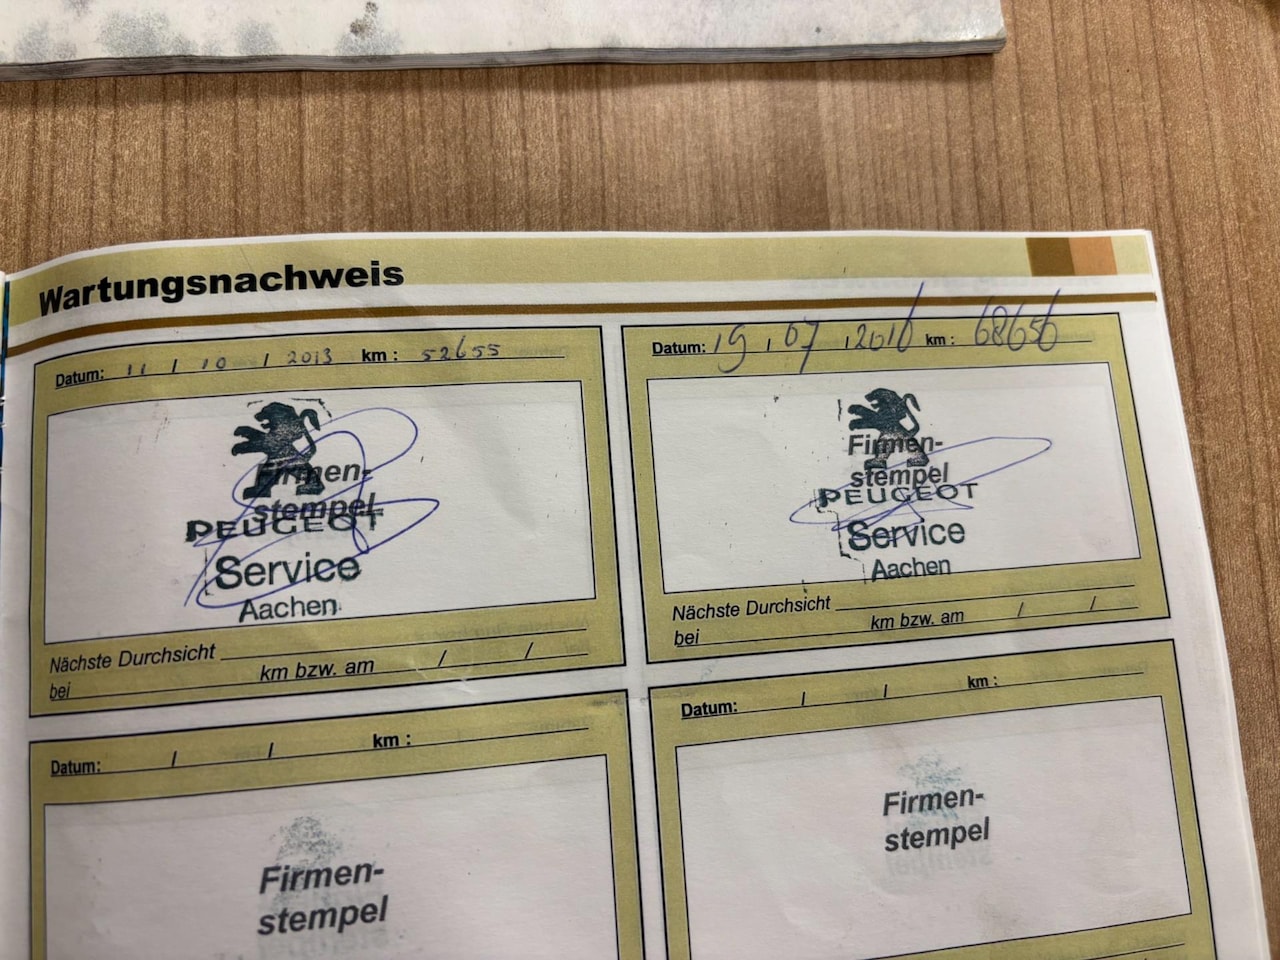 Wartungsnachweis
Datum: 11 / 10 / 2013 km : 52655
Firmen-
stempel
PEUGEOT
Service
Aachen
Nächste Durchsicht
bei km bzw. am / /
Datum: 19 . 07 . 2016 km : 68656
Firmen-
stempel
PEUGEOT
Service
Aachen
Nächste Durchsicht
bei km bzw. am / /
Datum: / / km :
Firmen-
stempel
Datum: / / km :
Firmen-
stempel